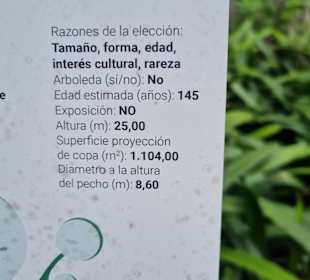 Razones de la elección:
Tamaño, forma, edad,
interés cultural, rareza
Arboleda (sí/no): No
e
Edad estimada (años): 145
Exposición: NO
Altura (m): 25,00
Superficie proyección
de copa (m²): 1.104,00
Diámetro a la altura
del pecho (m): 8,60